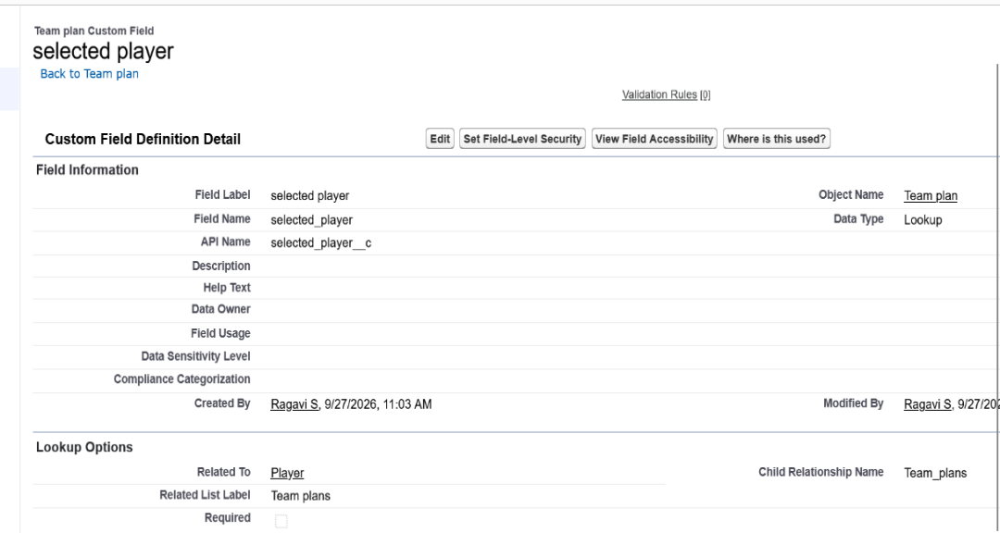 Team plan Custom Field
selected player
Back to Team plan
Validation Rules [0]
Custom Field Definition Detail Edit Set Field-Level Security View Field Accessibility Where is this used?
Field Information
Field Label selected player Object Name Team plan
Field Name selected_player Data Type Lookup
API Name selected_player__c
Description
Help Text
Data Owner
Field Usage
Data Sensitivity Level
Compliance Categorization
Created By Ragavi S, 9/27/2026, 11:03 AM Modified By Ragavi S, 9/27/202
Lookup Options
Related To Player Child Relationship Name Team_plans
Related List Label Team plans
Required